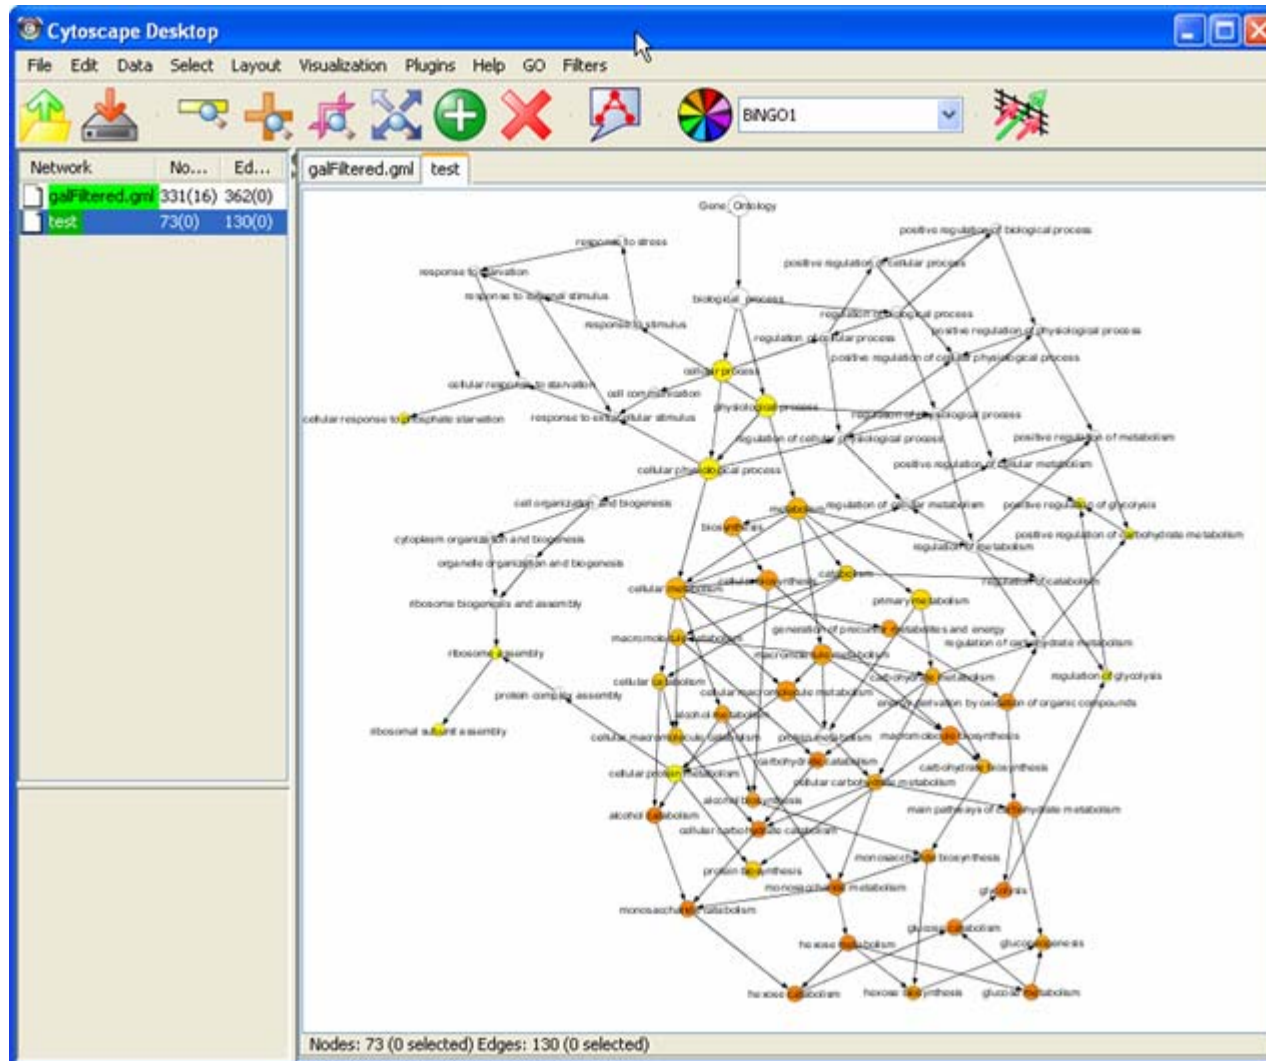 Cytoscape Desktop
File Edit Data Select Layout Visualization Plugins Help GO Filters
BiNGO1
Network No... Ed...
galFiltered.gml 331(16) 362(0)
test 73(0) 130(0)
galFiltered.gml test
Gene_Ontology
positive regulation of biological process
response to stress
positive regulation of cellular process
response to starvation
response to external stimulus
biological_process
regulation of biological process
response to stimulus
positive regulation of physiological process
regulation of cellular process
positive regulation of cellular physiological process
cellular process
cellular response to starvation
cell communication
physiological process
cellular response to phosphate starvation
response to extracellular stimulus
regulation of physiological process
regulation of cellular physiological process
positive regulation of metabolism
cellular physiological process
positive regulation of cellular metabolism
cell organization and biogenesis
metabolism
regulation of cellular metabolism
positive regulation of glycolysis
biosynthesis
cytoplasm organization and biogenesis
positive regulation of carbohydrate metabolism
regulation of metabolism
organelle organization and biogenesis
cellular metabolism
cellular biosynthesis
catabolism
regulation of catabolism
ribosome biogenesis and assembly
primary metabolism
generation of precursor metabolites and energy
macromolecule catabolism
regulation of carbohydrate metabolism
ribosome assembly
macromolecule metabolism
cellular catabolism
carbohydrate metabolism
regulation of glycolysis
protein complex assembly
cellular macromolecule metabolism
energy derivation by oxidation of organic compounds
alcohol metabolism
ribosomal subunit assembly
cellular macromolecule catabolism
protein metabolism
macromolecule biosynthesis
carbohydrate catabolism
carbohydrate biosynthesis
cellular protein metabolism
cellular carbohydrate metabolism
alcohol biosynthesis
main pathways of carbohydrate metabolism
alcohol catabolism
cellular carbohydrate catabolism
monosaccharide biosynthesis
protein biosynthesis
monosaccharide metabolism
glycolysis
monosaccharide catabolism
glucose catabolism
hexose metabolism
gluconeogenesis
hexose catabolism
hexose biosynthesis
glucose metabolism
Nodes: 73 (0 selected) Edges: 130 (0 selected)